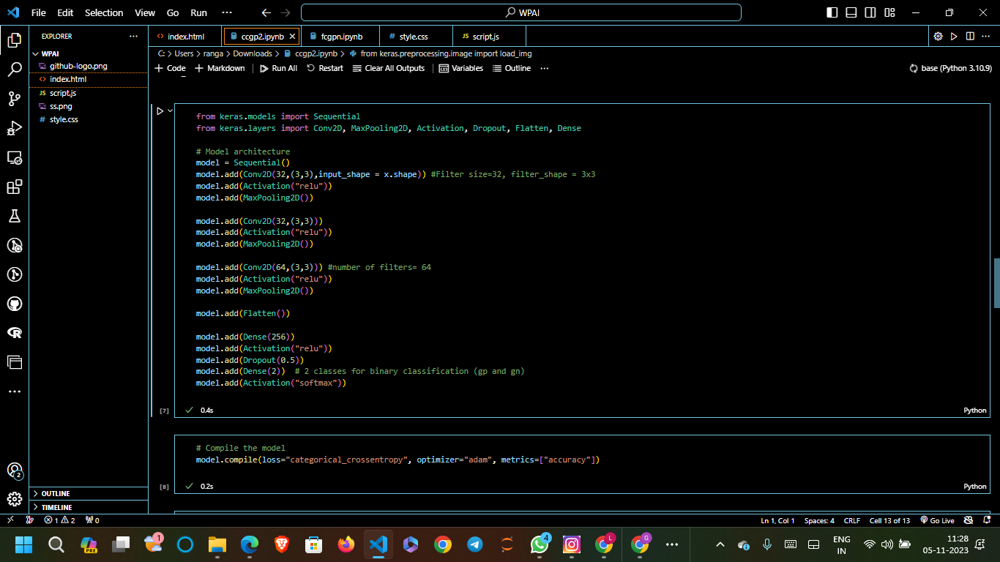 File Edit Selection View Go Run ···
WPAI
EXPLORER ···
WPAI
github-logo.png
<> index.html
JS script.js
ss.png
# style.css
OUTLINE
TIMELINE
<> index.html
ccgp2.ipynb
fcgpn.ipynb
# style.css
JS script.js
C: > Users > ranga > Downloads > ccgp2.ipynb > from keras.preprocessing.image import load_img
+ Code + Markdown | Run All Restart Clear All Outputs | Variables Outline ···
base (Python 3.10.9)
from keras.models import Sequential
from keras.layers import Conv2D, MaxPooling2D, Activation, Dropout, Flatten, Dense
# Model architecture
model = Sequential()
model.add(Conv2D(32,(3,3),input_shape = x.shape)) #Filter size=32, filter_shape = 3x3
model.add(Activation("relu"))
model.add(MaxPooling2D())
model.add(Conv2D(32,(3,3)))
model.add(Activation("relu"))
model.add(MaxPooling2D())
model.add(Conv2D(64,(3,3))) #number of filters= 64
model.add(Activation("relu"))
model.add(MaxPooling2D())
model.add(Flatten())
model.add(Dense(256))
model.add(Activation("relu"))
model.add(Dropout(0.5))
model.add(Dense(2))  # 2 classes for binary classification (gp and gn)
model.add(Activation("softmax"))
[7] 0.4s Python
# Compile the model
model.compile(loss="categorical_crossentropy", optimizer="adam", metrics=["accuracy"])
[8] 0.2s Python
2
1 2 0
Ln 1, Col 1 Spaces: 4 CRLF Cell 13 of 13 Go Live
PRE
1
4
L
G
ENG
IN
11:28
05-11-2023